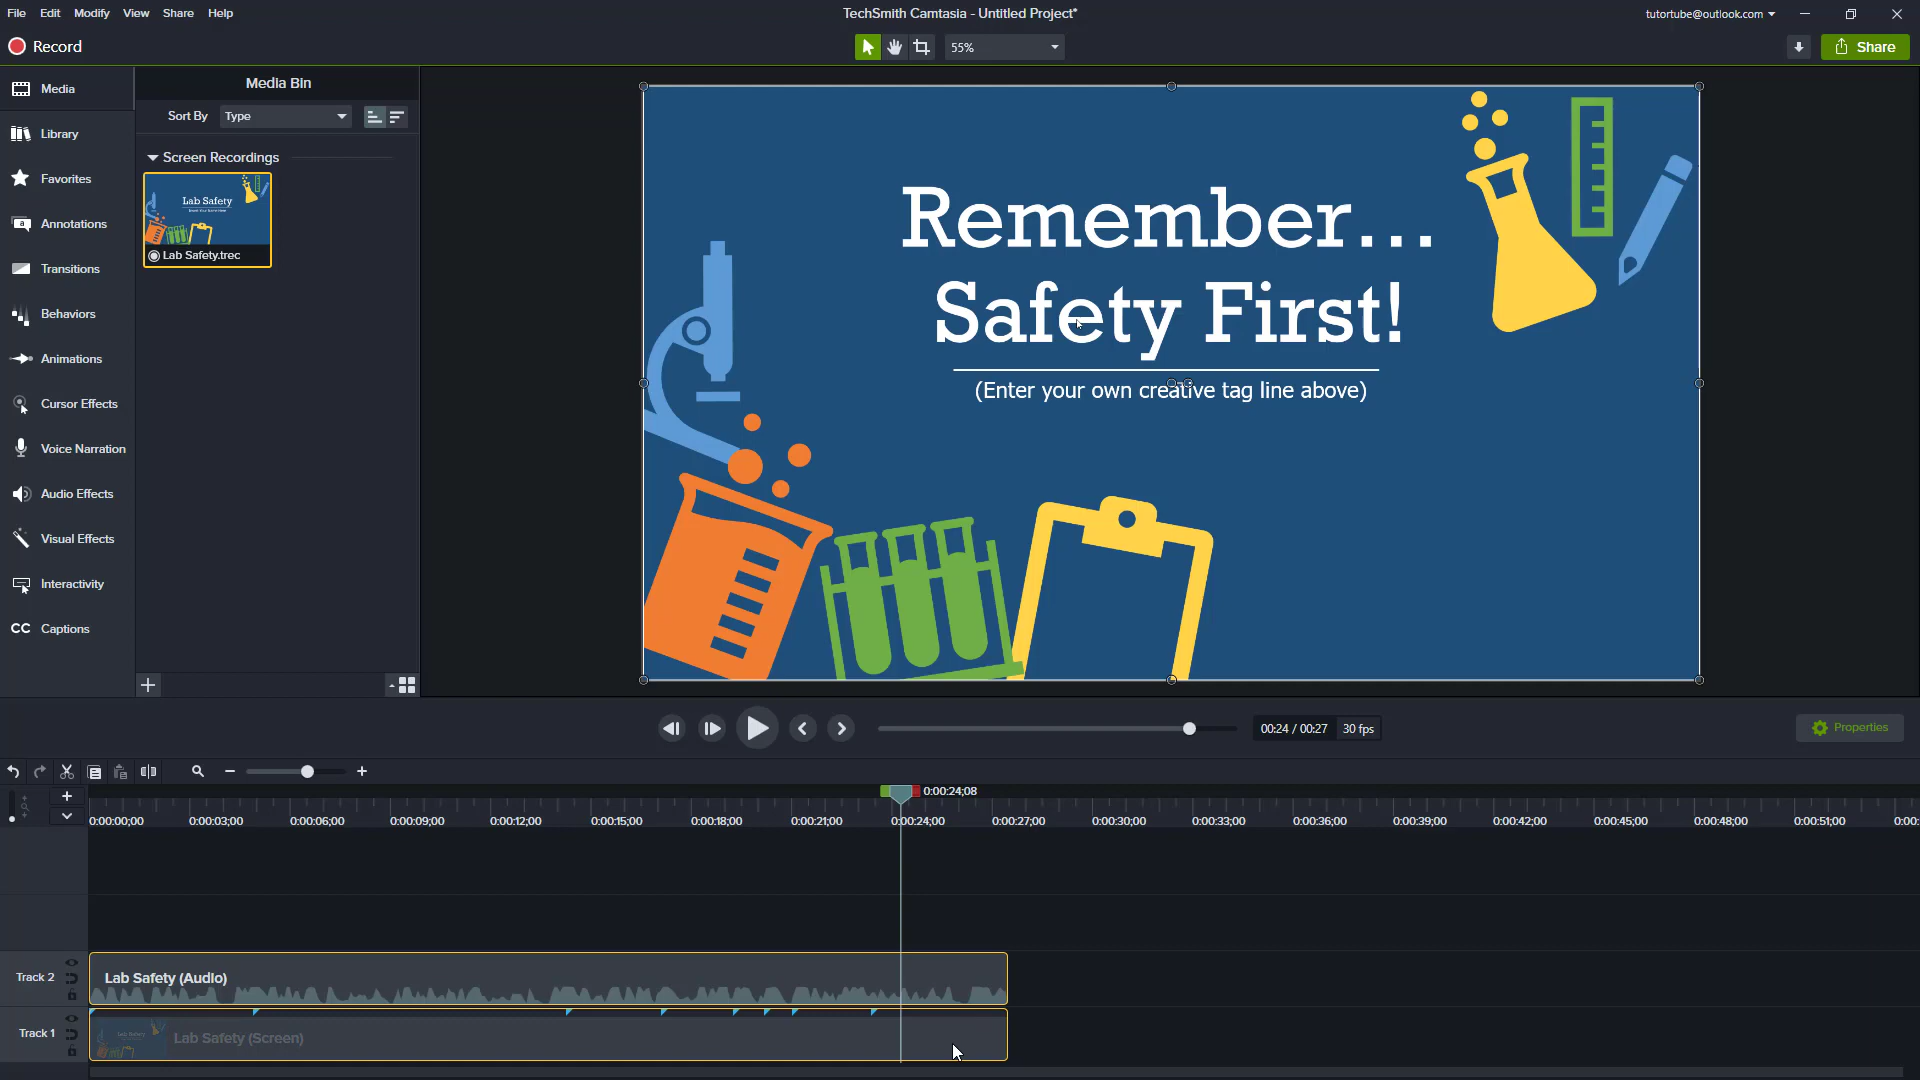 File Edit Modify View Share Help
TechSmith Camtasia - Untitled Project*
tutortube@outlook.com
Record
55%
Share
Media
Library
Favorites
Annotations
Transitions
Behaviors
Animations
Cursor Effects
Voice Narration
Audio Effects
Visual Effects
Interactivity
CC Captions
Media Bin
Sort By Type
Screen Recordings
Lab Safety
Lab Safety.trec
Remember...
Safety First!
(Enter your own creative tag line above)
00:24 / 00:27 30 fps
Properties
0:00:24;08
0:00:00;00 0:00:03;00 0:00:06;00 0:00:09;00 0:00:12;00 0:00:15;00 0:00:18;00 0:00:21;00 0:00:24;00 0:00:27;00 0:00:30;00 0:00:33;00 0:00:36;00 0:00:39;00 0:00:42;00 0:00:45;00 0:00:48;00 0:00:51;00 0:00:
Track 2
Lab Safety (Audio)
Track 1
Lab Safety (Screen)